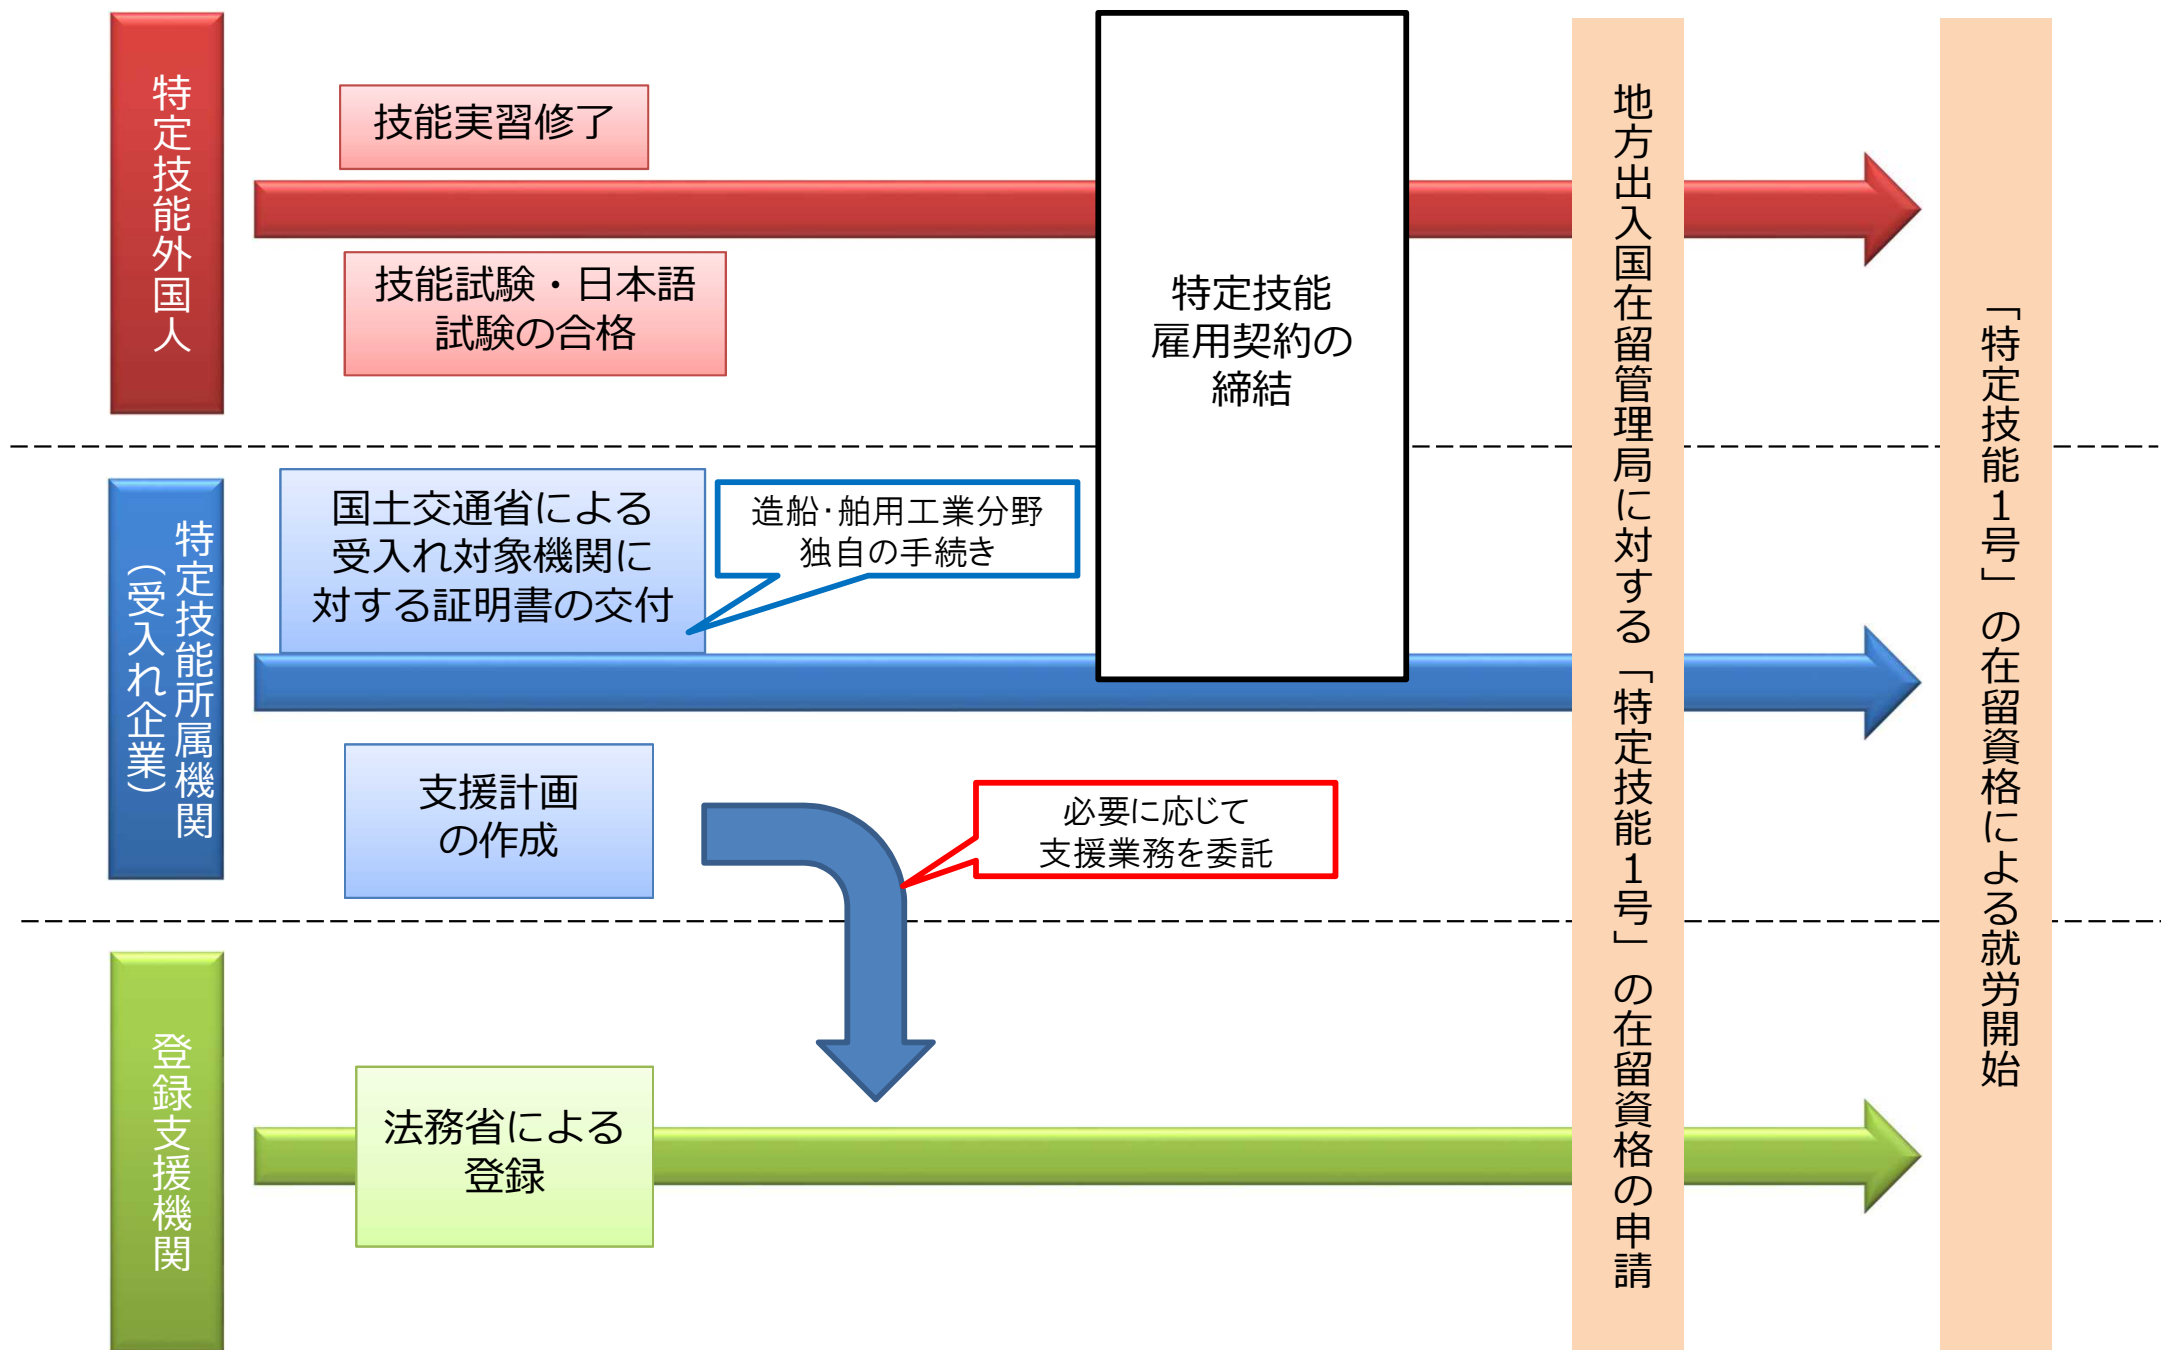 特定技能外国人
技能実習修了
技能試験・日本語
試験の合格
特定技能
雇用契約の
締結
特定技能所属機関
（受入れ企業）
国土交通省による
受入れ対象機関に
対する証明書の交付
造船・舶用工業分野
独自の手続き
支援計画
の作成
必要に応じて
支援業務を委託
登録支援機関
法務省による
登録
地方出入国在留管理局に対する「特定技能1号」の在留資格の申請
「特定技能1号」の在留資格による就労開始